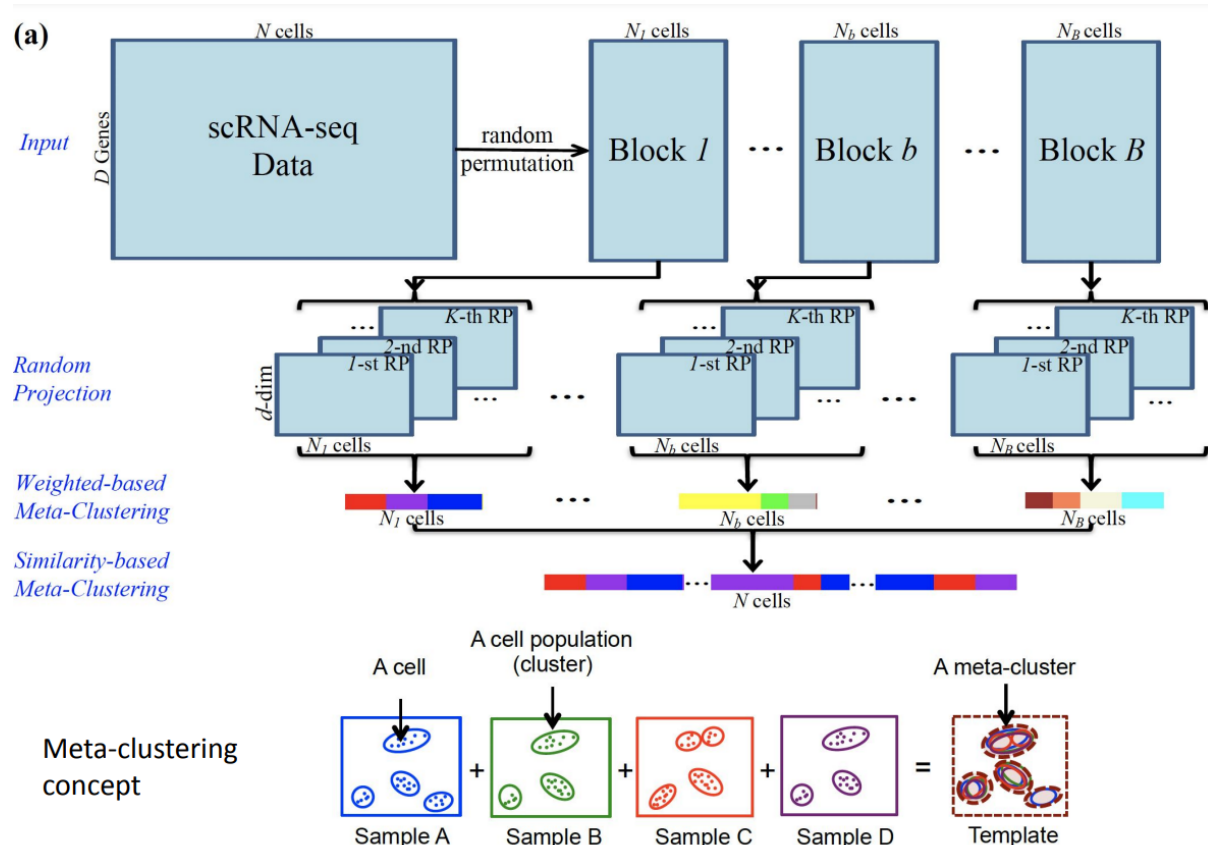 (a)
N cells
N1 cells
Nb cells
NB cells
Input
D Genes
scRNA-seq
Data
random
permutation
Block 1
...
Block b
...
Block B
Random
Projection
... K-th RP
2-nd RP
1-st RP
...
d-dim
N1 cells
...
... K-th RP
2-nd RP
1-st RP
...
Nb cells
...
... K-th RP
2-nd RP
1-st RP
...
NB cells
Weighted-based
Meta-Clustering
N1 cells
...
Nb cells
...
NB cells
Similarity-based
Meta-Clustering
... ...
N cells
Meta-clustering
concept
A cell
A cell population
(cluster)
A meta-cluster
+ + + =
Sample A
Sample B
Sample C
Sample D
Template